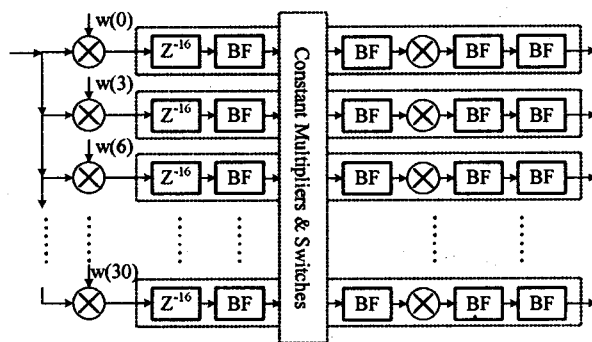 w(0)
Z-16 BF BF BF BF
w(3)
Z-16 BF BF BF BF
w(6)
Z-16 BF BF BF BF
w(30)
Z-16 BF BF BF BF
Constant Multipliers & Switches